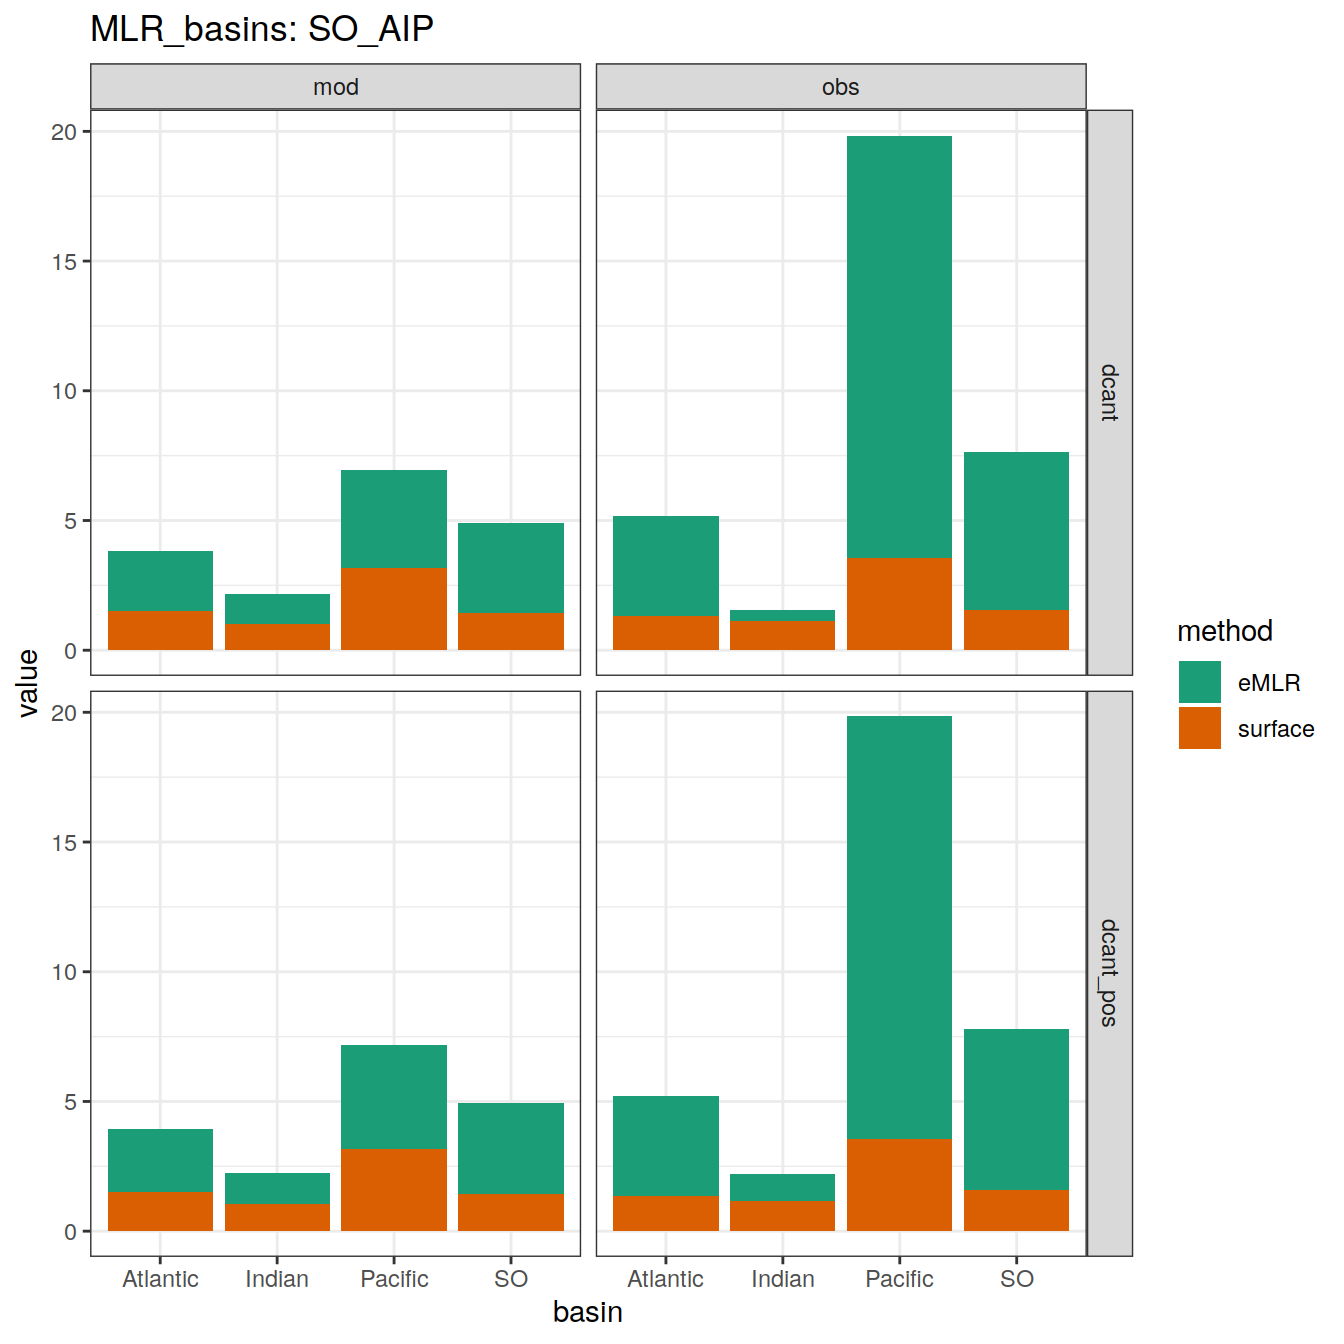 MLR_basins: SO_AIP
mod
obs
20
15
10
5
0
dcant
20
15
10
5
0
dcant_pos
value
Atlantic Indian Pacific SO
Atlantic Indian Pacific SO
basin
method
eMLR
surface